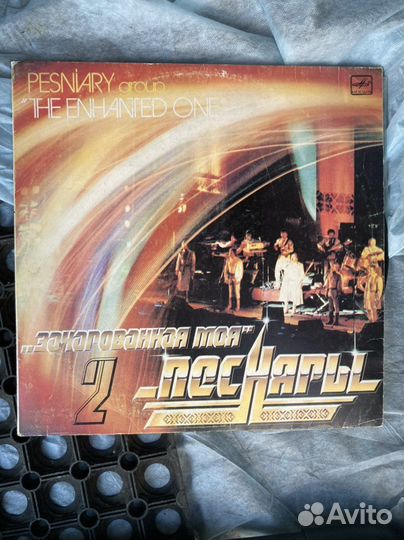 PESNIARY group
"THE ENHANTED ONE"
„Зачарованная моя"
2
Песняры
Avito